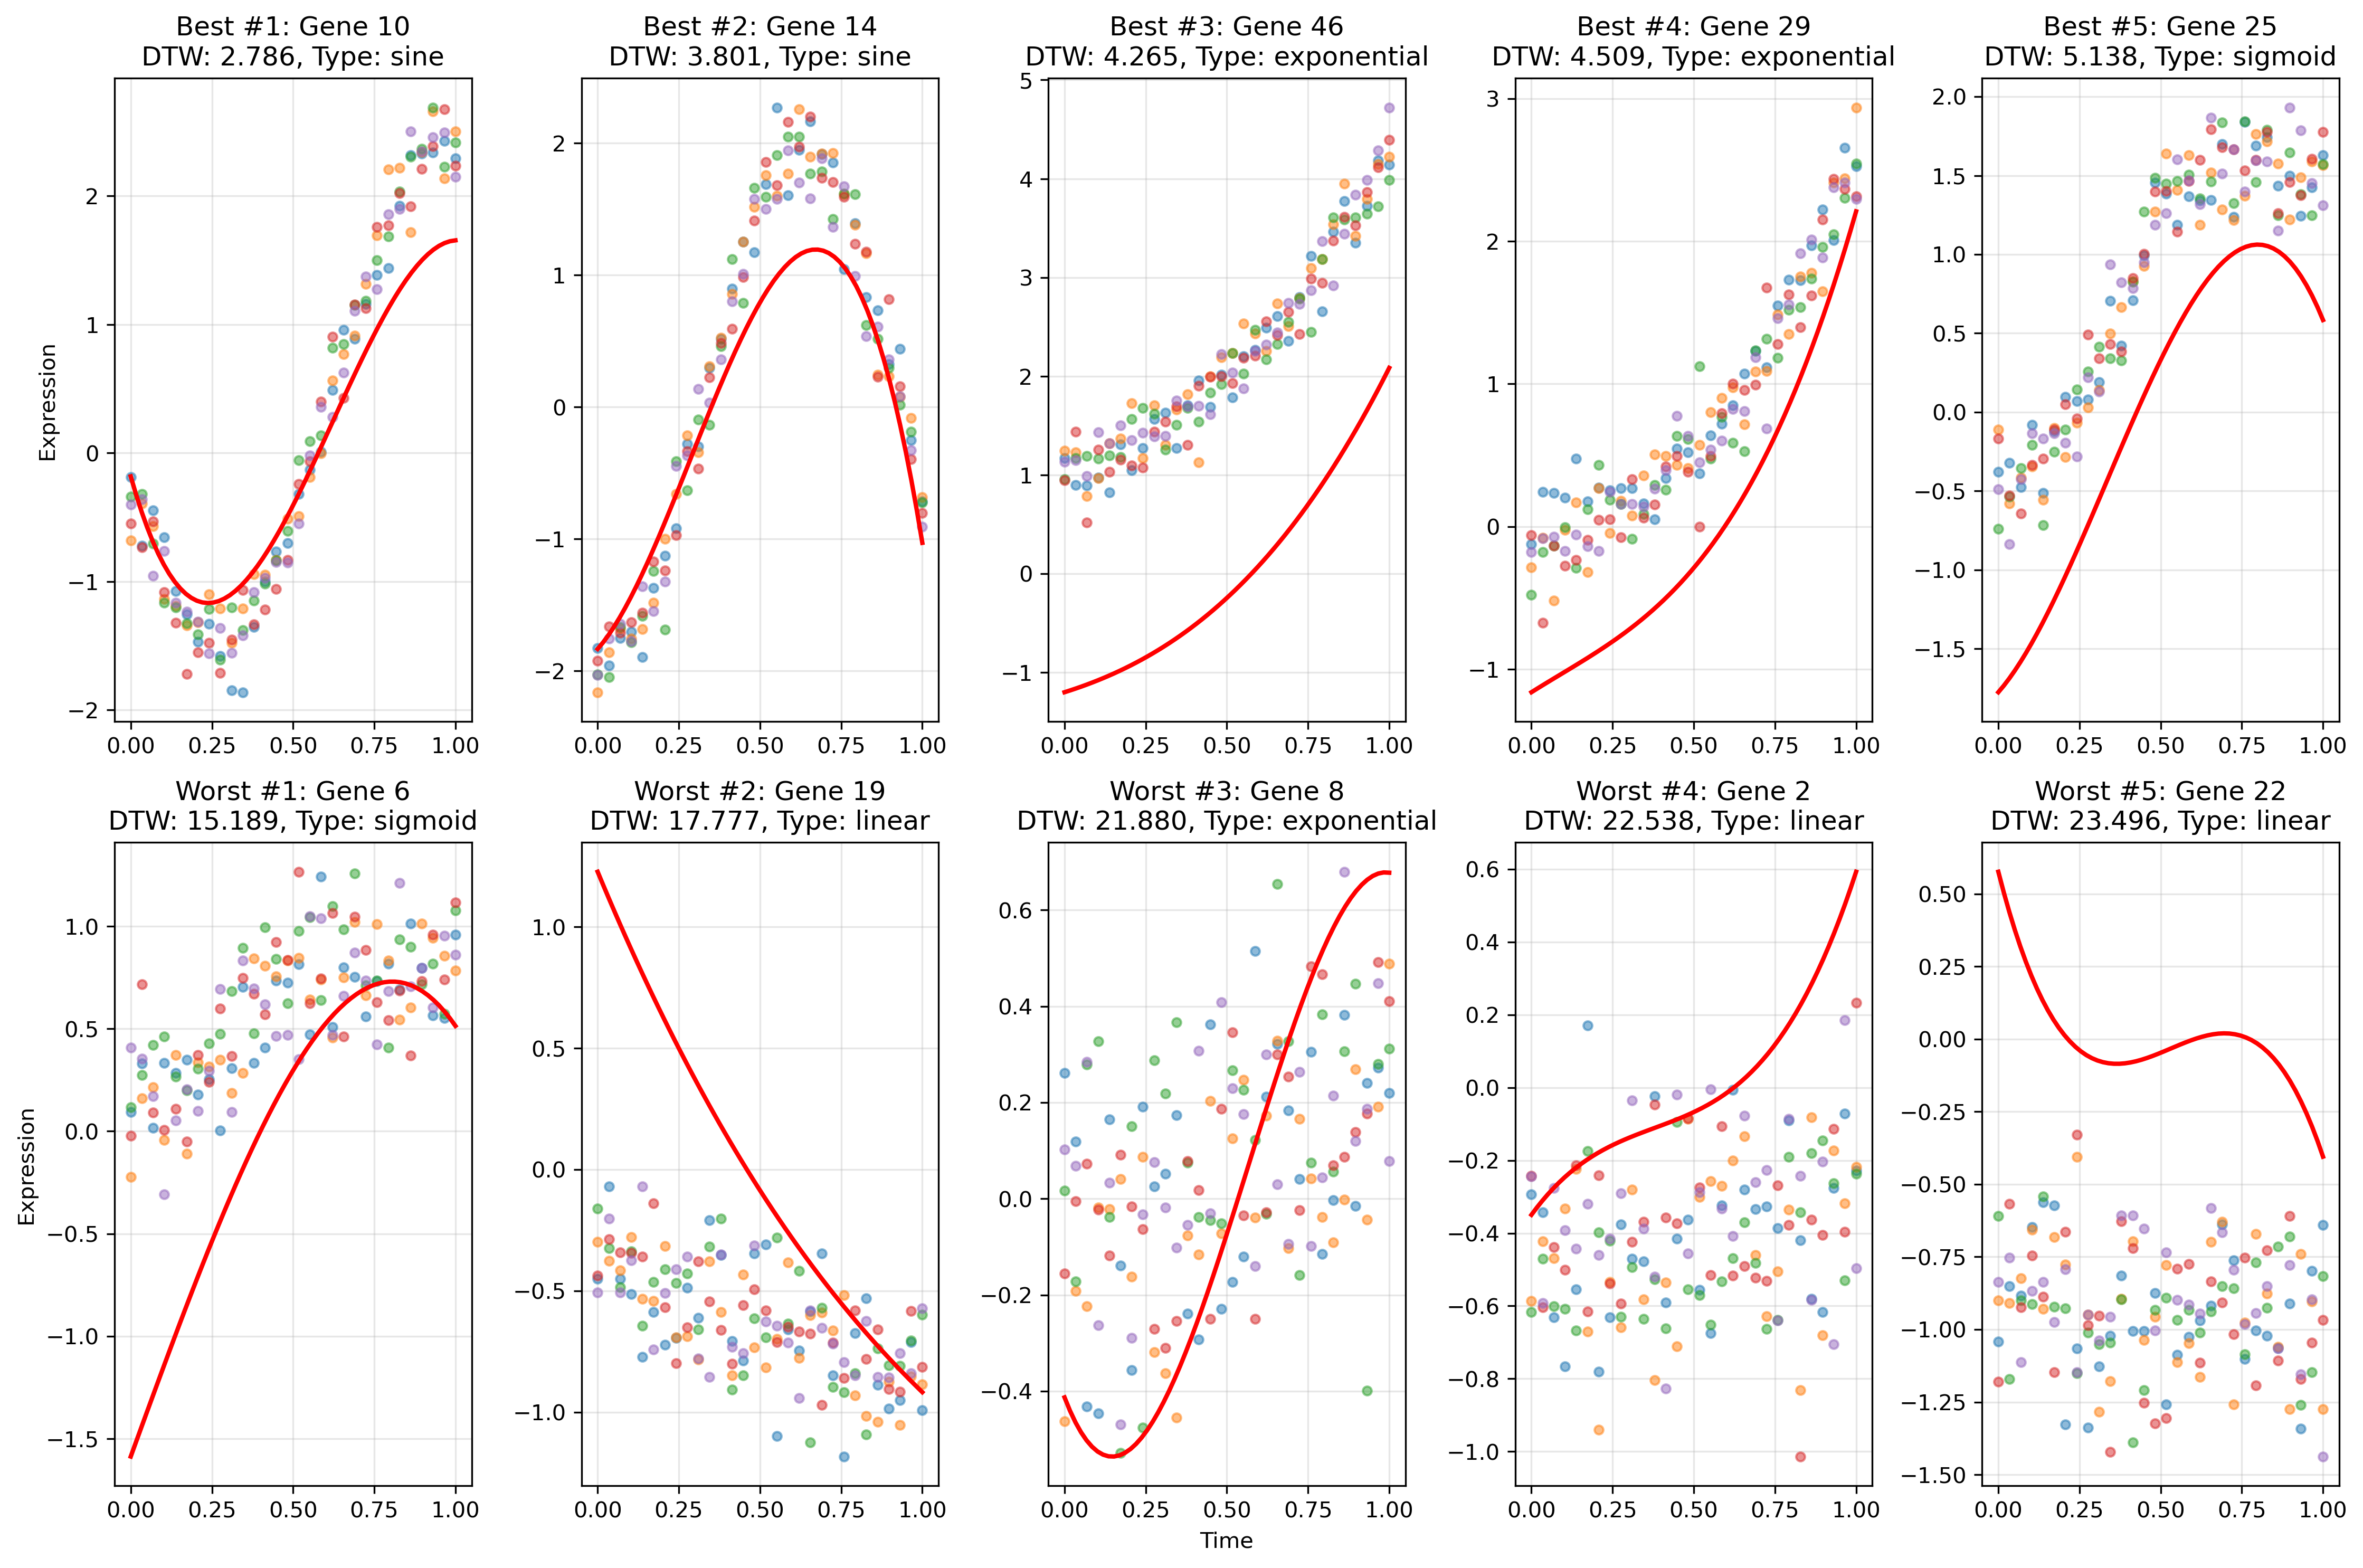 Best #1: Gene 10
DTW: 2.786, Type: sine
Best #2: Gene 14
DTW: 3.801, Type: sine
Best #3: Gene 46
DTW: 4.265, Type: exponential
Best #4: Gene 29
DTW: 4.509, Type: exponential
Best #5: Gene 25
DTW: 5.138, Type: sigmoid
Expression
2
1
0
−1
−2
0.00 0.25 0.50 0.75 1.00
2
1
0
−1
−2
0.00 0.25 0.50 0.75 1.00
5
4
3
2
1
0
−1
0.00 0.25 0.50 0.75 1.00
3
2
1
0
−1
0.00 0.25 0.50 0.75 1.00
2.0
1.5
1.0
0.5
0.0
−0.5
−1.0
−1.5
0.00 0.25 0.50 0.75 1.00
Worst #1: Gene 6
DTW: 15.189, Type: sigmoid
Worst #2: Gene 19
DTW: 17.777, Type: linear
Worst #3: Gene 8
DTW: 21.880, Type: exponential
Worst #4: Gene 2
DTW: 22.538, Type: linear
Worst #5: Gene 22
DTW: 23.496, Type: linear
Expression
1.0
0.5
0.0
−0.5
−1.0
−1.5
0.00 0.25 0.50 0.75 1.00
1.0
0.5
0.0
−0.5
−1.0
0.00 0.25 0.50 0.75 1.00
0.6
0.4
0.2
0.0
−0.2
−0.4
0.00 0.25 0.50 0.75 1.00
0.6
0.4
0.2
0.0
−0.2
−0.4
−0.6
−0.8
−1.0
0.00 0.25 0.50 0.75 1.00
0.50
0.25
0.00
−0.25
−0.50
−0.75
−1.00
−1.25
−1.50
0.00 0.25 0.50 0.75 1.00
Time